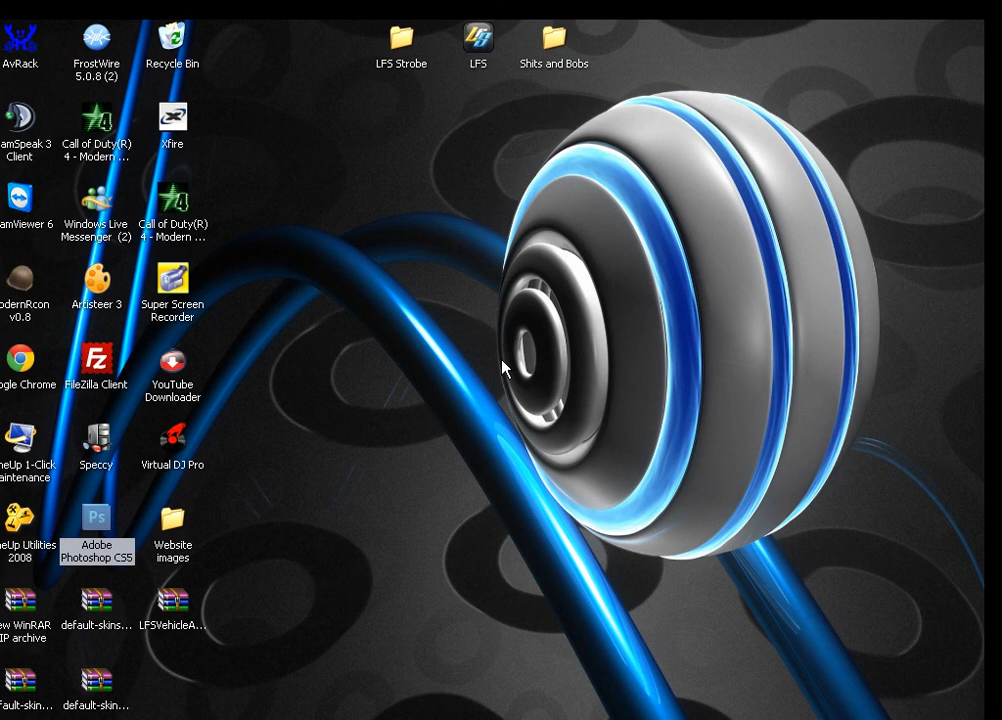 AvRack
FrostWire
5.0.8 (2)
Recycle Bin
LFS Strobe
LFS
Shits and Bobs
amSpeak 3
Client
Call of Duty(R)
4 - Modern ...
Xfire
amViewer 6
Windows Live
Messenger (2)
Call of Duty(R)
4 - Modern ...
odernRcon
v0.8
Artisteer 3
Super Screen
Recorder
ogle Chrome
FileZilla Client
YouTube
Downloader
neUp 1-Click
aintenance
Speccy
Virtual DJ Pro
neUp Utilities
2008
Ps
Adobe
Photoshop CS5
Website
images
ew WinRAR
IP archive
default-skins...
LFSVehicleA...
fault-skin...
default-skin...